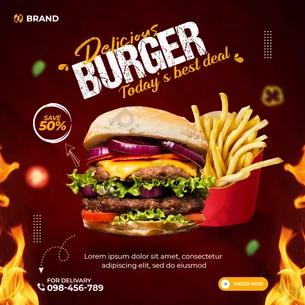 BRAND
Delicious
BURGER
Today's best deal
SAVE
50%
Lorem ipsum dolor sit amet, consectetur
adipiscing elit, sed do eiusmod tempor
FOR DELIVARY
098-456-789
ORDER NOW